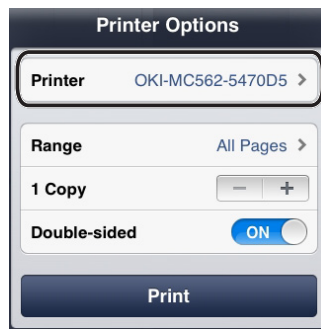 Printer Options
Printer OKI-MC562-5470D5 >
Range All Pages >
1 Copy − +
Double-sided ON
Print